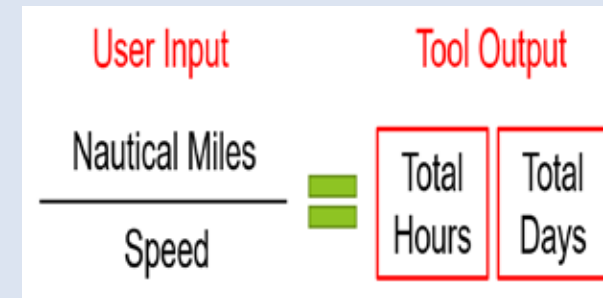 User Input
Tool Output
Nautical Miles
Speed
Total
Hours
Total
Days